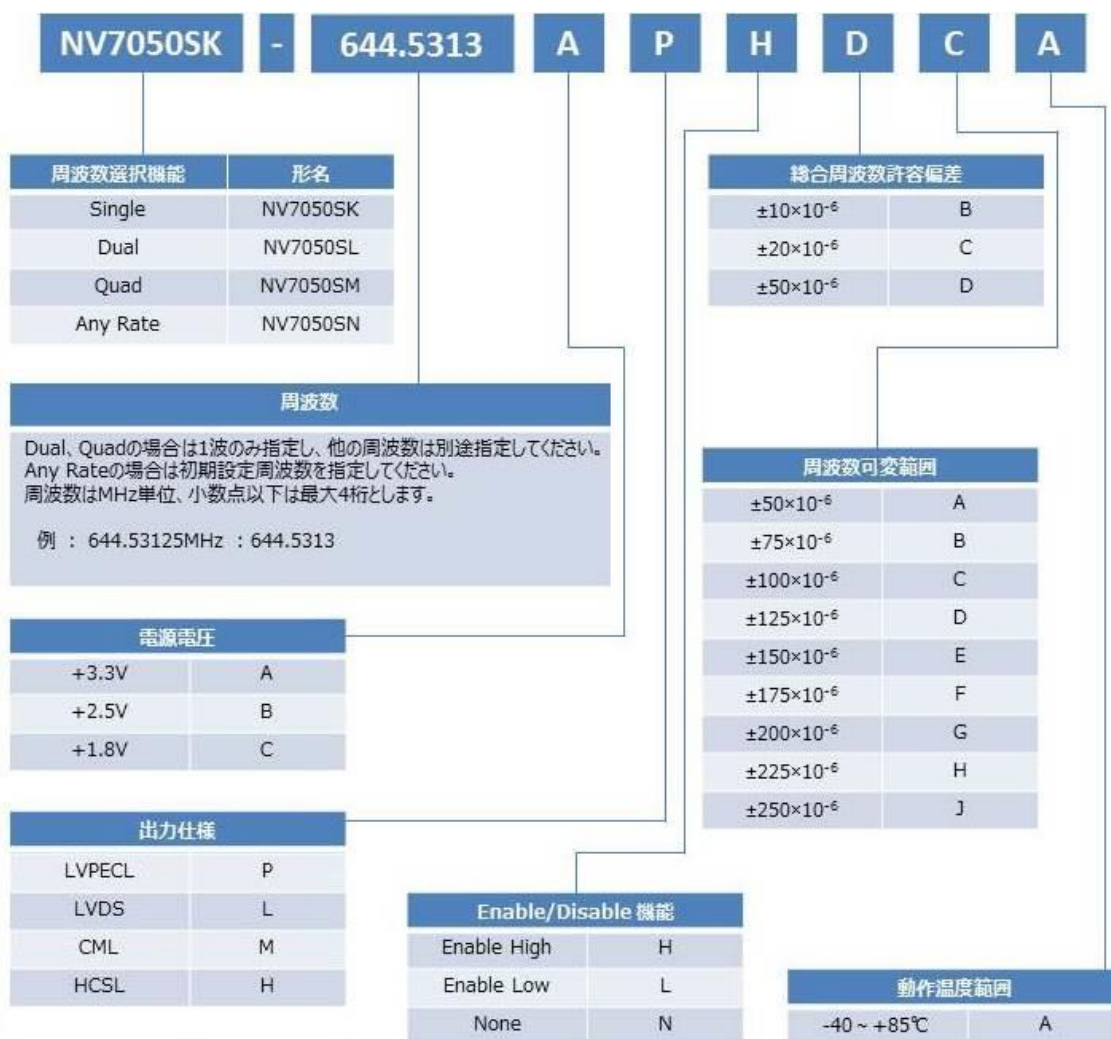 NV7050SK - 644.5313 A P H D C A
周波数選択機能 形名
Single NV7050SK
Dual NV7050SL
Quad NV7050SM
Any Rate NV7050SN
総合周波数許容偏差
±10×10⁻⁶ B
±20×10⁻⁶ C
±50×10⁻⁶ D
周波数
Dual、Quadの場合は1波のみ指定し、他の周波数は別途指定してください。
Any Rateの場合は初期設定周波数を指定してください。
周波数はMHz単位、小数点以下は最大4桁とします。
例 : 644.53125MHz : 644.5313
周波数可変範囲
±50×10⁻⁶ A
±75×10⁻⁶ B
±100×10⁻⁶ C
±125×10⁻⁶ D
±150×10⁻⁶ E
±175×10⁻⁶ F
±200×10⁻⁶ G
±225×10⁻⁶ H
±250×10⁻⁶ J
電源電圧
+3.3V A
+2.5V B
+1.8V C
出力仕様
LVPECL P
LVDS L
CML M
HCSL H
Enable/Disable 機能
Enable High H
Enable Low L
None N
動作温度範囲
-40 ~ +85℃ A